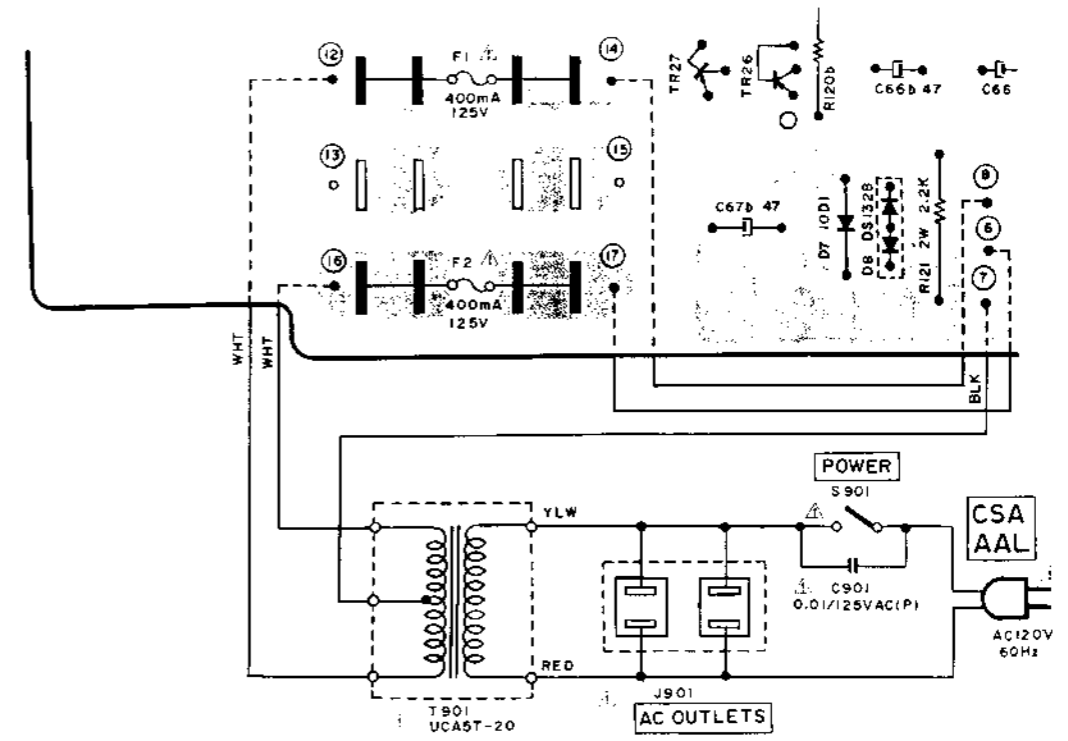 12
F1
400mA
125V
14
TR27
TR26
R120b
C66b 47
C66
13
15
C67b 47
D7 10D1
D8 DS132B
R121 2W 2.2K
8
6
7
16
F2
400mA
125V
17
WHT
WHT
BLK
POWER
S901
YLW
CSA
AAL
C901
0.01/125VAC(P)
AC120V
60Hz
RED
J901
AC OUTLETS
T901
UCA5T-20